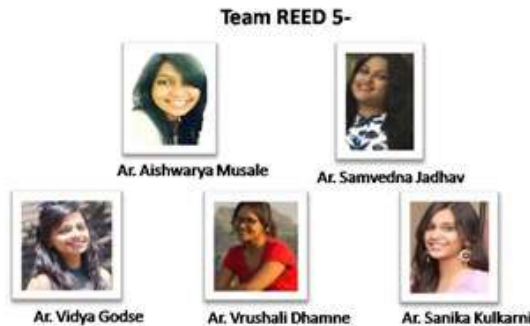 Team REED 5-
Ar. Aishwarya Musale
Ar. Samvedna Jadhav
Ar. Vidya Godse
Ar. Vrushali Dhamne
Ar. Sanika Kulkarni